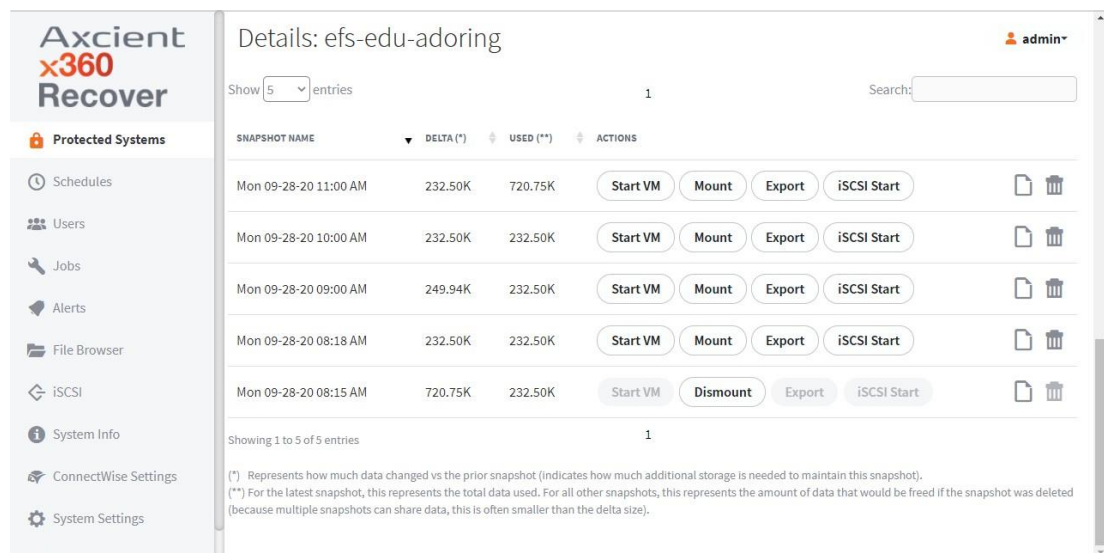 Axcient
x360
Recover
Protected Systems
Schedules
Users
Jobs
Alerts
File Browser
iSCSI
System Info
ConnectWise Settings
System Settings
Details: efs-edu-adoring
admin
Show 5 entries
1
Search:
SNAPSHOT NAME DELTA (*) USED (**) ACTIONS
Mon 09-28-20 11:00 AM 232.50K 720.75K Start VM Mount Export iSCSI Start
Mon 09-28-20 10:00 AM 232.50K 232.50K Start VM Mount Export iSCSI Start
Mon 09-28-20 09:00 AM 249.94K 232.50K Start VM Mount Export iSCSI Start
Mon 09-28-20 08:18 AM 232.50K 232.50K Start VM Mount Export iSCSI Start
Mon 09-28-20 08:15 AM 720.75K 232.50K Start VM Dismount Export iSCSI Start
Showing 1 to 5 of 5 entries
1
(*) Represents how much data changed vs the prior snapshot (indicates how much additional storage is needed to maintain this snapshot).
(**) For the latest snapshot, this represents the total data used. For all other snapshots, this represents the amount of data that would be freed if the snapshot was deleted
(because multiple snapshots can share data, this is often smaller than the delta size).